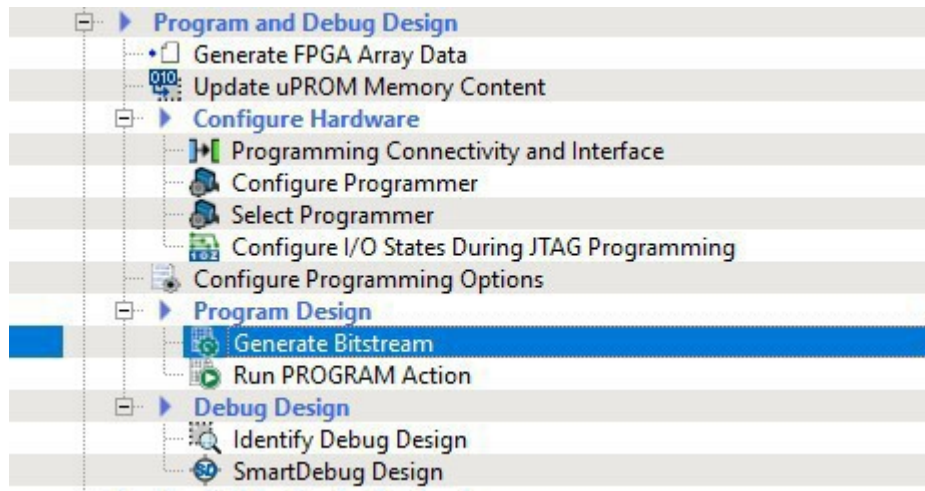 Program and Debug Design
Generate FPGA Array Data
Update uPROM Memory Content
Configure Hardware
Programming Connectivity and Interface
Configure Programmer
Select Programmer
Configure I/O States During JTAG Programming
Configure Programming Options
Program Design
Generate Bitstream
Run PROGRAM Action
Debug Design
Identify Debug Design
SmartDebug Design